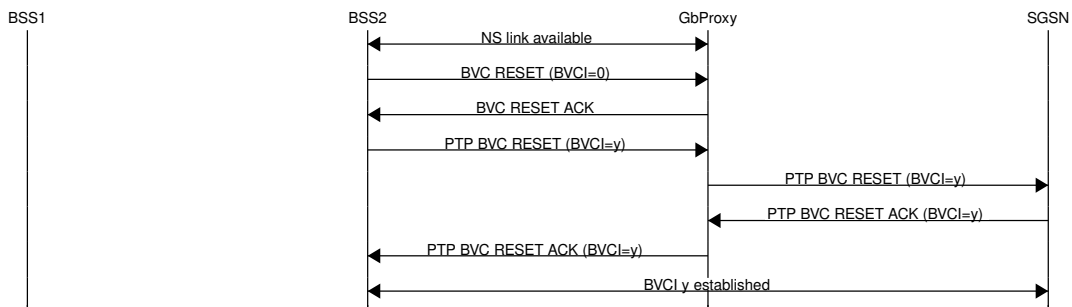 BSS1 BSS2 GbProxy SGSN
NS link available
BVC RESET (BVCI=0)
BVC RESET ACK
PTP BVC RESET (BVCI=y)
PTP BVC RESET (BVCI=y)
PTP BVC RESET ACK (BVCI=y)
PTP BVC RESET ACK (BVCI=y)
BVCI y established